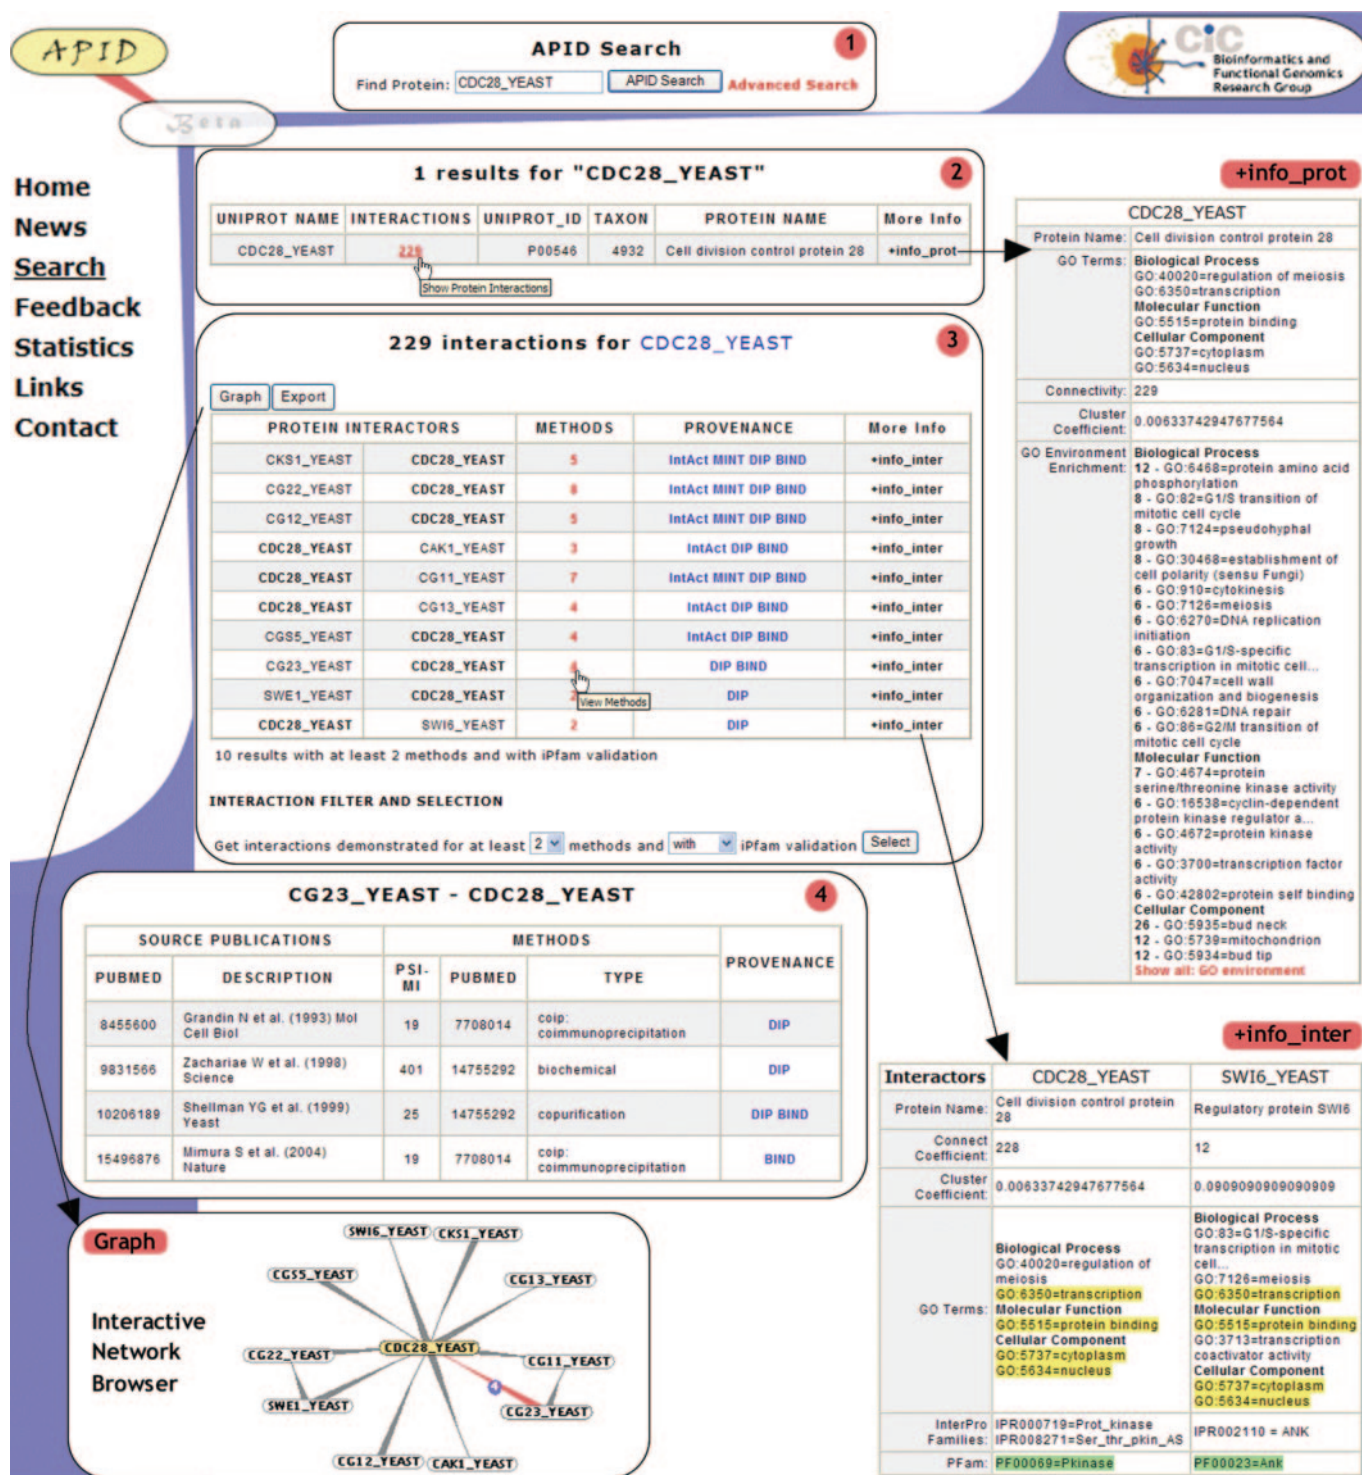 APID
Beta
APID Search
1
Find Protein: CDC28_YEAST APID Search Advanced Search
CiC
Bioinformatics and
Functional Genomics
Research Group
Home
News
Search
Feedback
Statistics
Links
Contact
1 results for "CDC28_YEAST"
2
UNIPROT NAME INTERACTIONS UNIPROT_ID TAXON PROTEIN NAME More Info
CDC28_YEAST 229 P00546 4932 Cell division control protein 28 +info_prot
Show Protein Interactions
229 interactions for CDC28_YEAST
3
Graph Export
PROTEIN INTERACTORS METHODS PROVENANCE More Info
CKS1_YEAST CDC28_YEAST 5 IntAct MINT DIP BIND +info_inter
CG22_YEAST CDC28_YEAST 8 IntAct MINT DIP BIND +info_inter
CG12_YEAST CDC28_YEAST 5 IntAct MINT DIP BIND +info_inter
CDC28_YEAST CAK1_YEAST 3 IntAct DIP BIND +info_inter
CDC28_YEAST CG11_YEAST 7 IntAct MINT DIP BIND +info_inter
CDC28_YEAST CG13_YEAST 4 IntAct DIP BIND +info_inter
CGS5_YEAST CDC28_YEAST 4 IntAct DIP BIND +info_inter
CG23_YEAST CDC28_YEAST 4 DIP BIND +info_inter
SWE1_YEAST CDC28_YEAST 2 DIP +info_inter
View Methods
CDC28_YEAST SWI6_YEAST 2 DIP +info_inter
10 results with at least 2 methods and with iPfam validation
INTERACTION FILTER AND SELECTION
Get interactions demonstrated for at least 2 methods and with iPfam validation Select
CG23_YEAST - CDC28_YEAST
4
SOURCE PUBLICATIONS METHODS PROVENANCE
PUBMED DESCRIPTION PSI-MI PUBMED TYPE
8455600 Grandin N et al. (1993) Mol Cell Biol 19 7708014 coip: coimmunoprecipitation DIP
9831566 Zachariae W et al. (1998) Science 401 14755292 biochemical DIP
10206189 Shellman YG et al. (1999) Yeast 25 14755292 copurification DIP BIND
15496876 Mimura S et al. (2004) Nature 19 7708014 coip: coimmunoprecipitation BIND
Graph
Interactive
Network
Browser
SWI6_YEAST CKS1_YEAST
CGS5_YEAST CG13_YEAST
CG22_YEAST CDC28_YEAST CG11_YEAST
4
SWE1_YEAST CG23_YEAST
CG12_YEAST CAK1_YEAST
+info_prot
CDC28_YEAST
Protein Name: Cell division control protein 28
GO Terms: Biological Process
GO:40020=regulation of meiosis
GO:6350=transcription
Molecular Function
GO:5515=protein binding
Cellular Component
GO:5737=cytoplasm
GO:5634=nucleus
Connectivity: 229
Cluster Coefficient: 0.00633742947677564
GO Environment Enrichment: Biological Process
12 - GO:6468=protein amino acid
phosphorylation
8 - GO:82=G1/S transition of
mitotic cell cycle
8 - GO:7124=pseudohyphal
growth
8 - GO:30468=establishment of
cell polarity (sensu Fungi)
6 - GO:910=cytokinesis
6 - GO:7126=meiosis
6 - GO:6270=DNA replication
initiation
6 - GO:83=G1/S-specific
transcription in mitotic cell...
6 - GO:7047=cell wall
organization and biogenesis
6 - GO:6281=DNA repair
6 - GO:86=G2/M transition of
mitotic cell cycle
Molecular Function
7 - GO:4674=protein
serine/threonine kinase activity
6 - GO:16538=cyclin-dependent
protein kinase regulator a...
6 - GO:4672=protein kinase
activity
6 - GO:3700=transcription factor
activity
6 - GO:42802=protein self binding
Cellular Component
26 - GO:5935=bud neck
12 - GO:5739=mitochondrion
12 - GO:5934=bud tip
Show all: GO environment
+info_inter
Interactors CDC28_YEAST SWI6_YEAST
Protein Name: Cell division control protein 28 Regulatory protein SWI6
Connect Coefficient: 228 12
Cluster Coefficient: 0.00633742947677564 0.0909090909090909
GO Terms:
Biological Process
GO:40020=regulation of
meiosis
GO:6350=transcription
Molecular Function
GO:5515=protein binding
Cellular Component
GO:5737=cytoplasm
GO:5634=nucleus
Biological Process
GO:83=G1/S-specific
transcription in mitotic
cell...
GO:7126=meiosis
GO:6350=transcription
Molecular Function
GO:5515=protein binding
GO:3713=transcription
coactivator activity
Cellular Component
GO:5737=cytoplasm
GO:5634=nucleus
InterPro Families: IPR000719=Prot_kinase IPR008271=Ser_thr_pkin_AS IPR002110 = ANK
PFam: PF00069=Pkinase PF00023=Ank